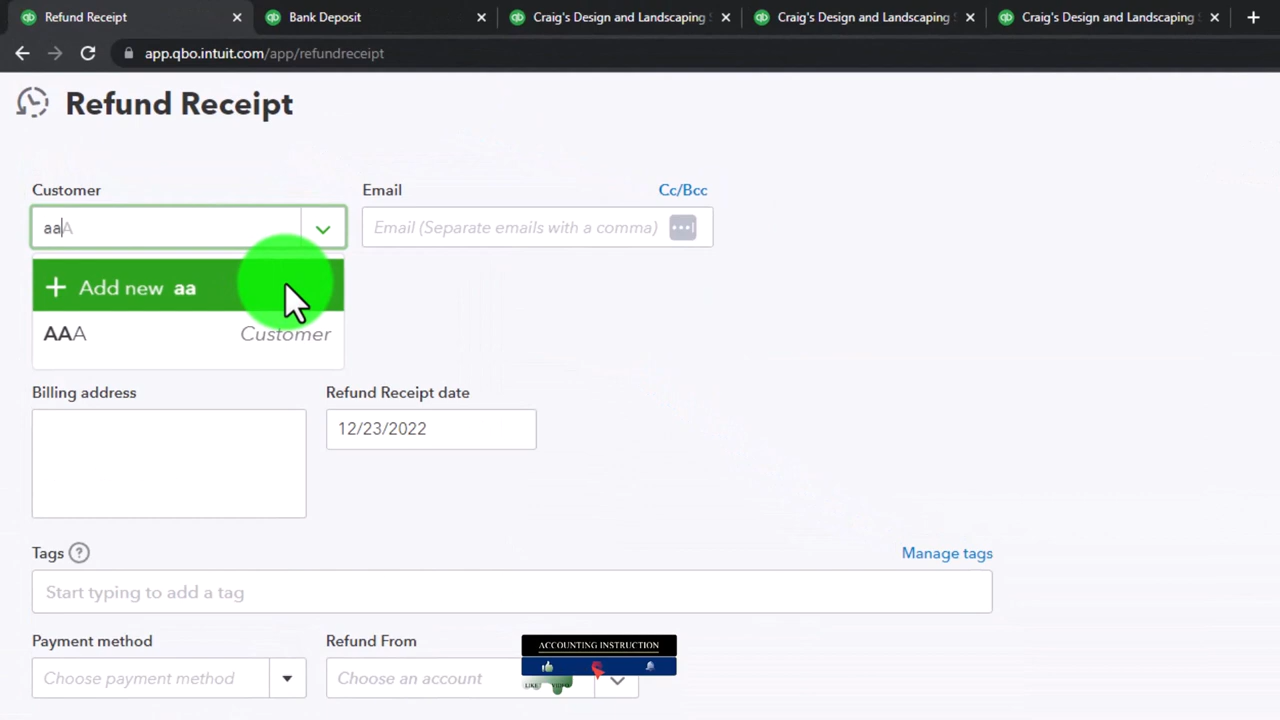 Refund Receipt
Bank Deposit
Craig's Design and Landscaping S
Craig's Design and Landscaping S
Craig's Design and Landscaping S
app.qbo.intuit.com/app/refundreceipt
Refund Receipt
Customer
Email
Cc/Bcc
aaA
Email (Separate emails with a comma)
+ Add new aa
AAA Customer
Billing address
Refund Receipt date
12/23/2022
Tags ?
Manage tags
Start typing to add a tag
Payment method
Refund From
Choose payment method
Choose an account
ACCOUNTING INSTRUCTION
LIKE